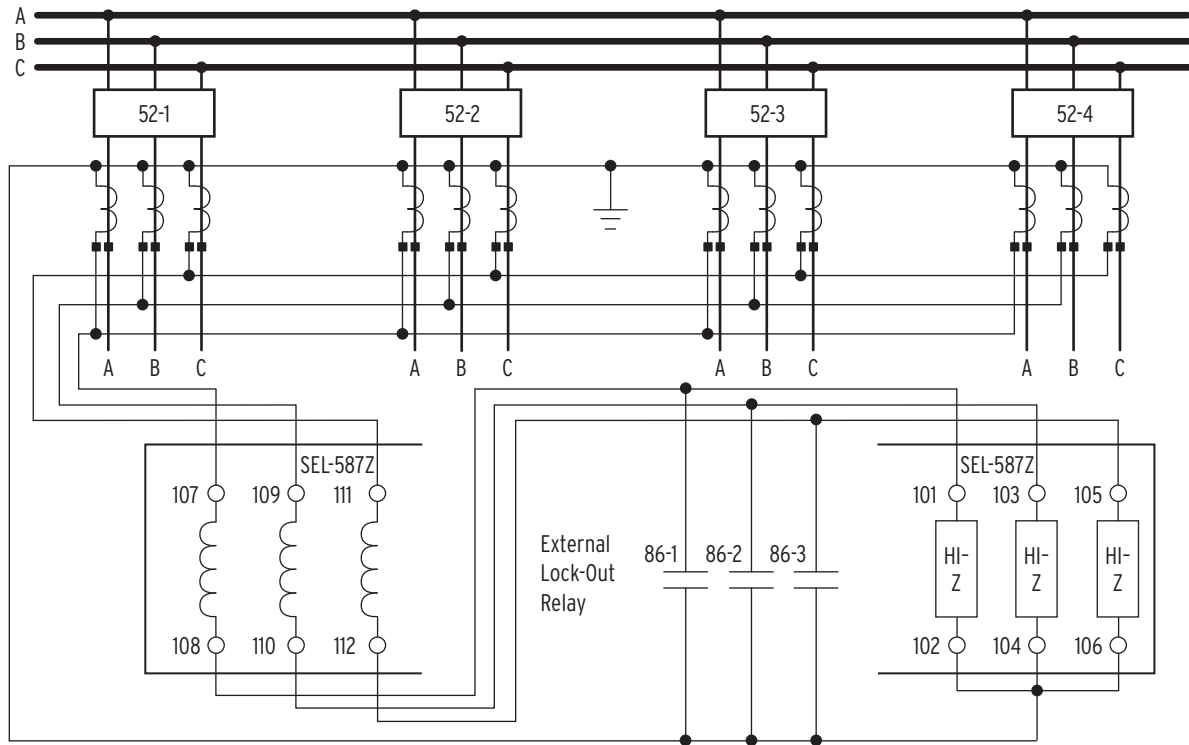 A
B
C
52-1 52-2 52-3 52-4
A B C A B C A B C A B C
SEL-587Z SEL-587Z
107 109 111 101 103 105
External
Lock-Out
Relay
86-1 86-2 86-3
HI-
Z
HI-
Z
HI-
Z
108 110 112 102 104 106